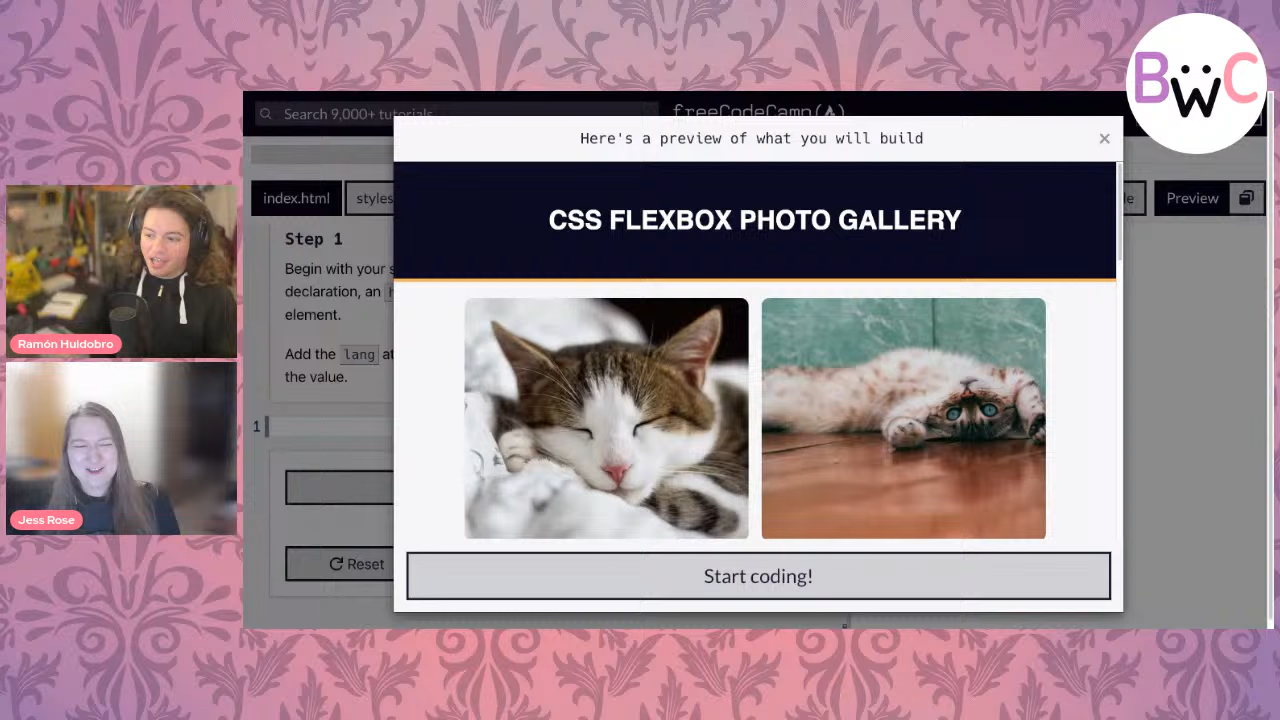 BWC
Search 9,000+ tutorials
freeCodeCamp(
Here's a preview of what you will build
×
index.html
styles
Preview
CSS FLEXBOX PHOTO GALLERY
Step 1
Begin with your s
declaration, an h
element.
Add the lang at
the value.
1
Reset
Start coding!
Ramón Huidobro
Jess Rose